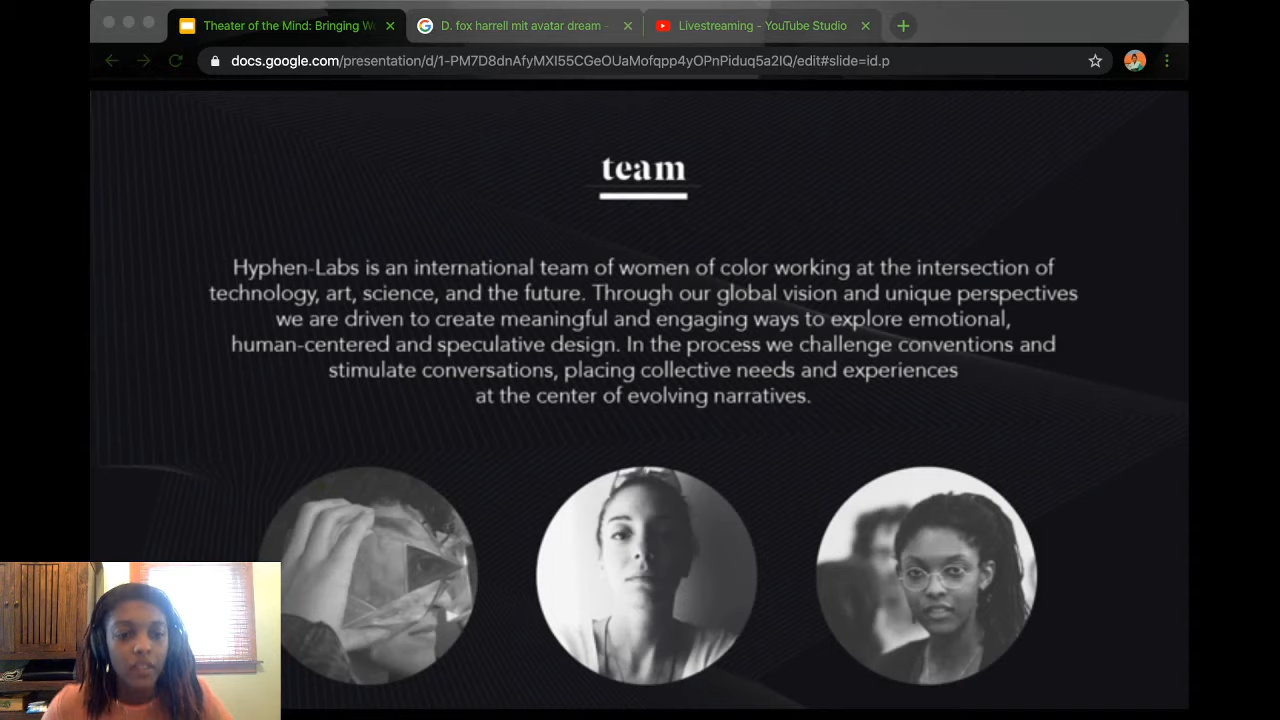 Theater of the Mind: Bringing Wo
D. fox harrell mit avatar dream -
Livestreaming - YouTube Studio
docs.google.com/presentation/d/1-PM7D8dnAfyMXI55CGeOUaMofqpp4yOPnPiduq5a2IQ/edit#slide=id.p
team
Hyphen-Labs is an international team of women of color working at the intersection of
technology, art, science, and the future. Through our global vision and unique perspectives
we are driven to create meaningful and engaging ways to explore emotional,
human-centered and speculative design. In the process we challenge conventions and
stimulate conversations, placing collective needs and experiences
at the center of evolving narratives.